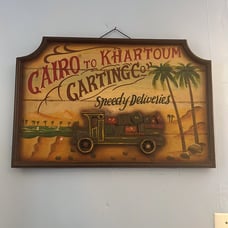 CAIRO TO KHARTOUM
CARTING Co.
Speedy Deliveries